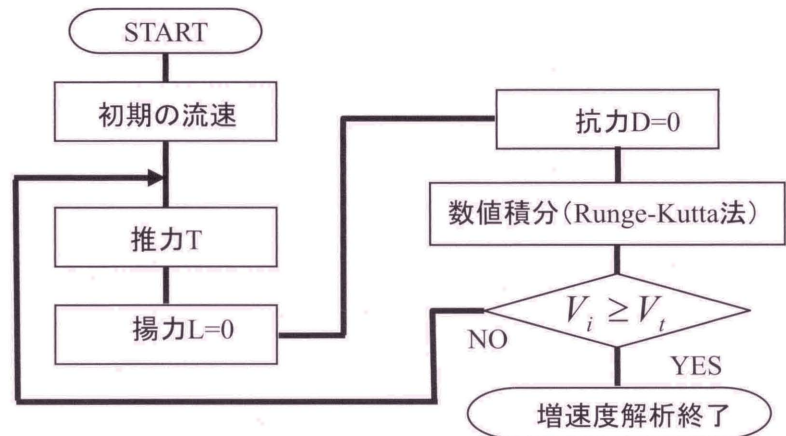 START
初期の流速
推力T
揚力L=0
抗力D=0
数値積分(Runge-Kutta法)
V_i ≥ V_t
NO
YES
増速度解析終了